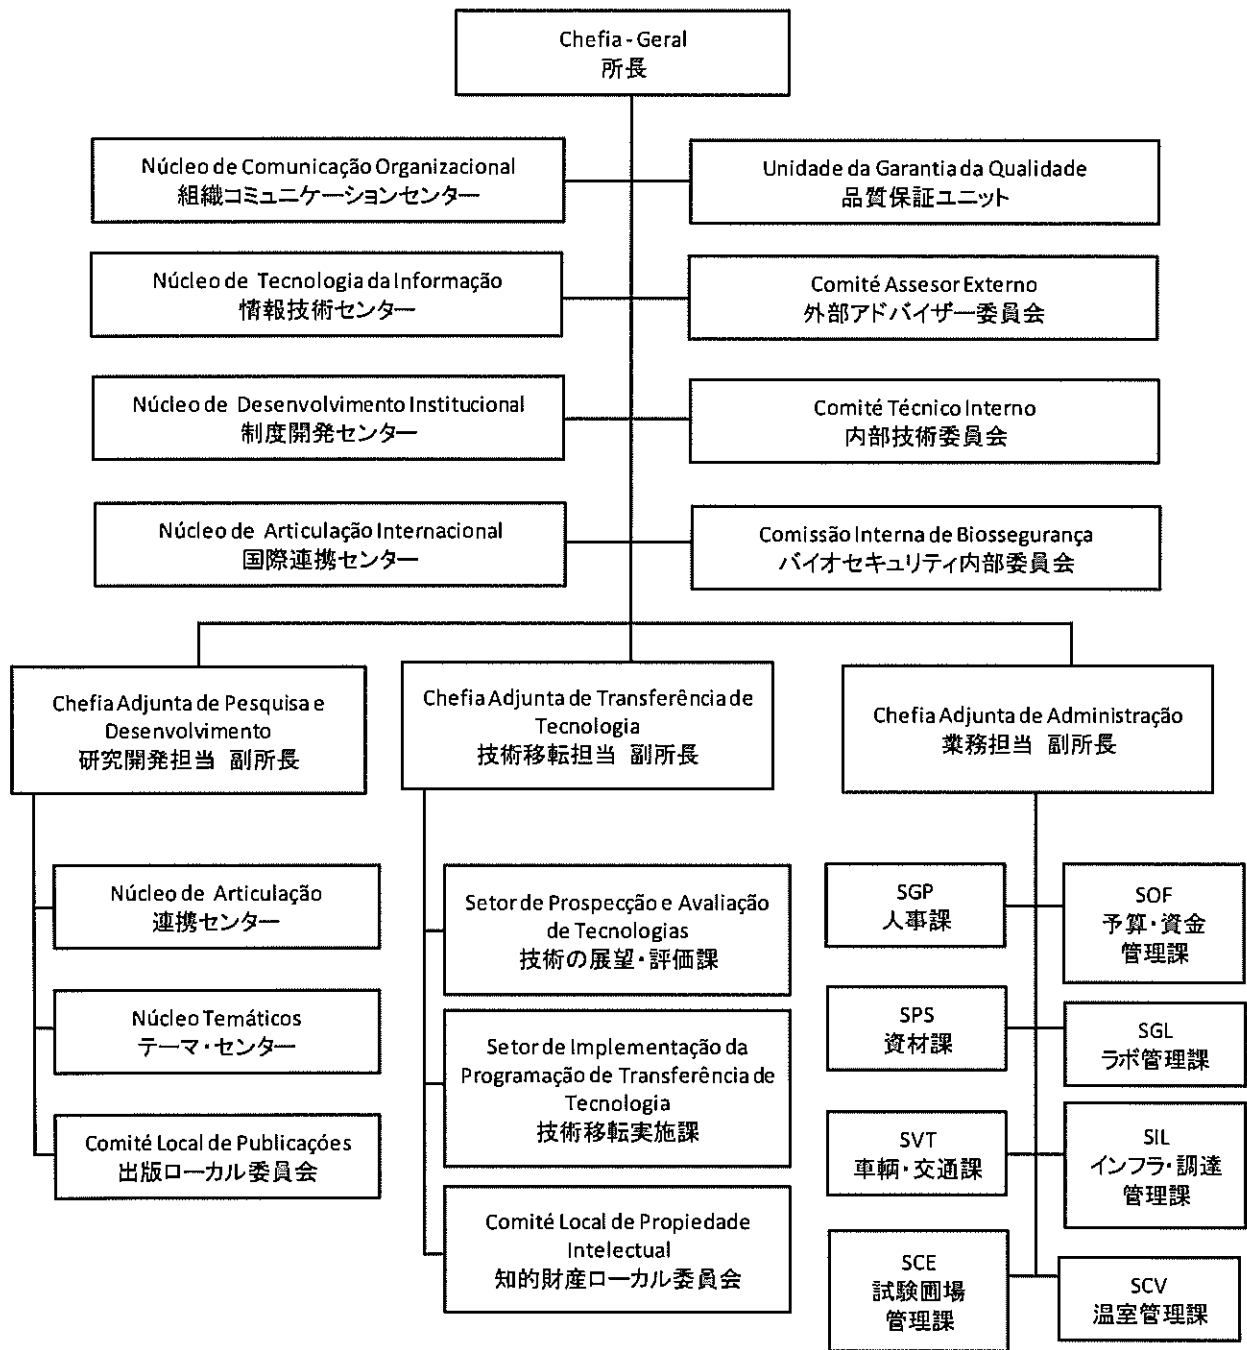 Chefia - Geral
所長
Núcleo de Comunicação Organizacional
組織コミュニケーションセンター
Unidade da Garantia da Qualidade
品質保証ユニット
Núcleo de Tecnologia da Informação
情報技術センター
Comité Assesor Externo
外部アドバイザー委員会
Núcleo de Desenvolvimento Institucional
制度開発センター
Comité Técnico Interno
内部技術委員会
Núcleo de Articulação Internacional
国際連携センター
Comissão Interna de Biossegurança
バイオセキュリティ内部委員会
Chefia Adjunta de Pesquisa e
Desenvolvimento
研究開発担当 副所長
Chefia Adjunta de Transferência de
Tecnologia
技術移転担当 副所長
Chefia Adjunta de Administração
業務担当 副所長
Núcleo de Articulação
連携センター
Núcleo Temáticos
テーマ・センター
Comité Local de Publicações
出版ローカル委員会
Setor de Prospecção e Avaliação
de Tecnologias
技術の展望・評価課
Setor de Implementação da
Programação de Transferência de
Tecnologia
技術移転実施課
Comité Local de Propiedade
Intelectual
知的財産ローカル委員会
SGP
人事課
SOF
予算・資金
管理課
SPS
資材課
SGL
ラボ管理課
SVT
車輌・交通課
SIL
インフラ・調達
管理課
SCE
試験圃場
管理課
SCV
温室管理課